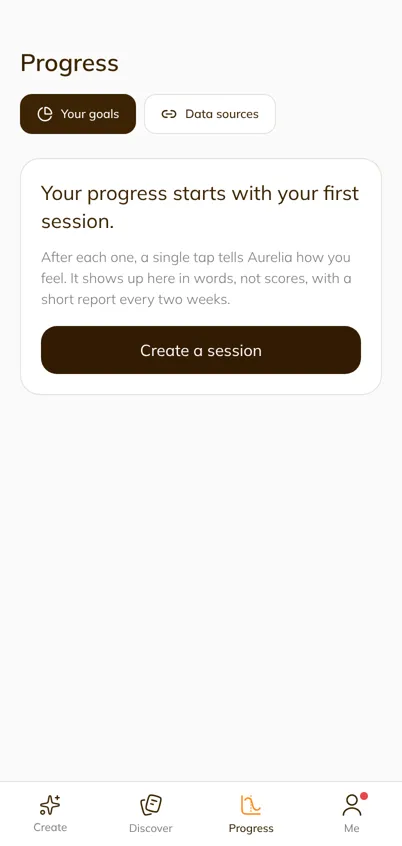 Progress
Your goals
Data sources
Your progress starts with your first
session.
After each one, a single tap tells Aurelia how you
feel. It shows up here in words, not scores, with a
short report every two weeks.
Create a session
Create
Discover
Progress
Me